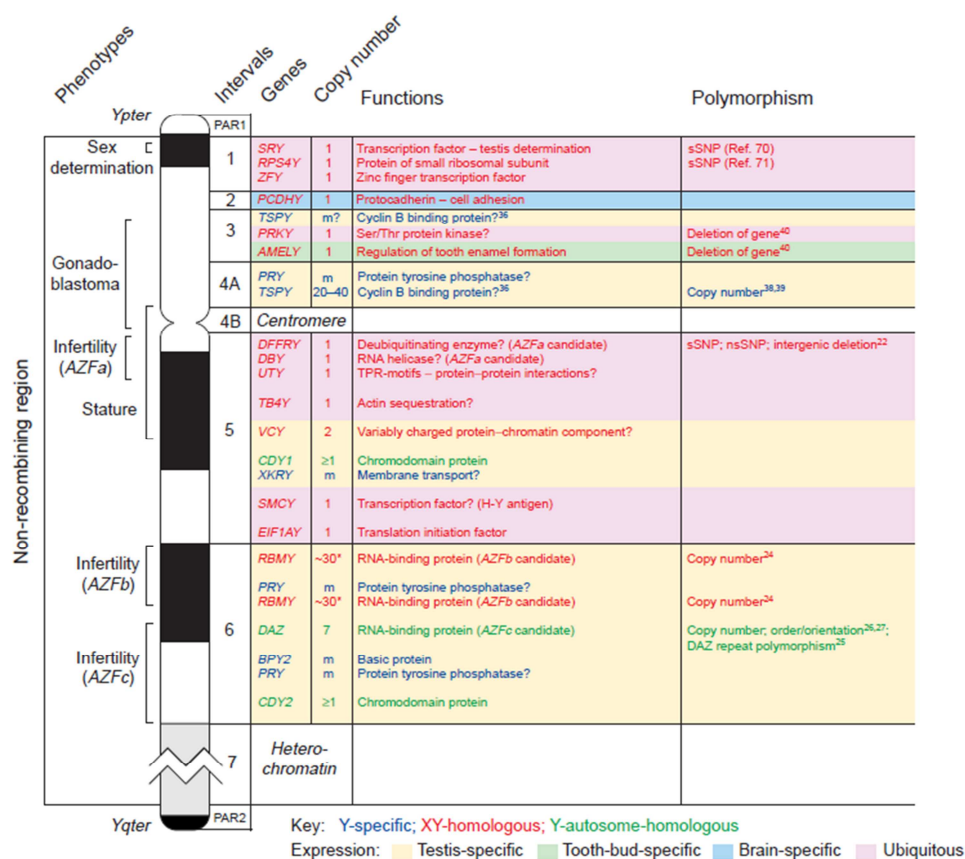 Phenotypes
Intervals
Genes
Copy number
Functions
Polymorphism
Ypter
PAR1
Non-recombining region
Sex
determination
1
SRY 1 Transcription factor – testis determination sSNP (Ref. 70)
RPS4Y 1 Protein of small ribosomal subunit sSNP (Ref. 71)
ZFY 1 Zinc finger transcription factor
2
PCDHY 1 Protocadherin – cell adhesion
3
TSPY m? Cyclin B binding protein?36
PRKY 1 Ser/Thr protein kinase? Deletion of gene40
AMELY 1 Regulation of tooth enamel formation Deletion of gene40
Gonado-
blastoma
4A
PRY m Protein tyrosine phosphatase?
TSPY 20–40 Cyclin B binding protein?36 Copy number38,39
4B Centromere
Infertility
(AZFa)
Stature
5
DFFRY 1 Deubiquitinating enzyme? (AZFa candidate) sSNP; nsSNP; intergenic deletion22
DBY 1 RNA helicase? (AZFa candidate)
UTY 1 TPR-motifs – protein–protein interactions?
TB4Y 1 Actin sequestration?
VCY 2 Variably charged protein–chromatin component?
CDY1 ≥1 Chromodomain protein
XKRY m Membrane transport?
SMCY 1 Transcription factor? (H-Y antigen)
EIF1AY 1 Translation initiation factor
Infertility
(AZFb)
Infertility
(AZFc)
6
RBMY ~30* RNA-binding protein (AZFb candidate) Copy number24
PRY m Protein tyrosine phosphatase?
RBMY ~30* RNA-binding protein (AZFb candidate) Copy number24
DAZ 7 RNA-binding protein (AZFc candidate) Copy number; order/orientation26,27;
DAZ repeat polymorphism25
BPY2 m Basic protein
PRY m Protein tyrosine phosphatase?
CDY2 ≥1 Chromodomain protein
7
Hetero-
chromatin
Yqter
PAR2
Key: Y-specific; XY-homologous; Y-autosome-homologous
Expression: Testis-specific Tooth-bud-specific Brain-specific Ubiquitous